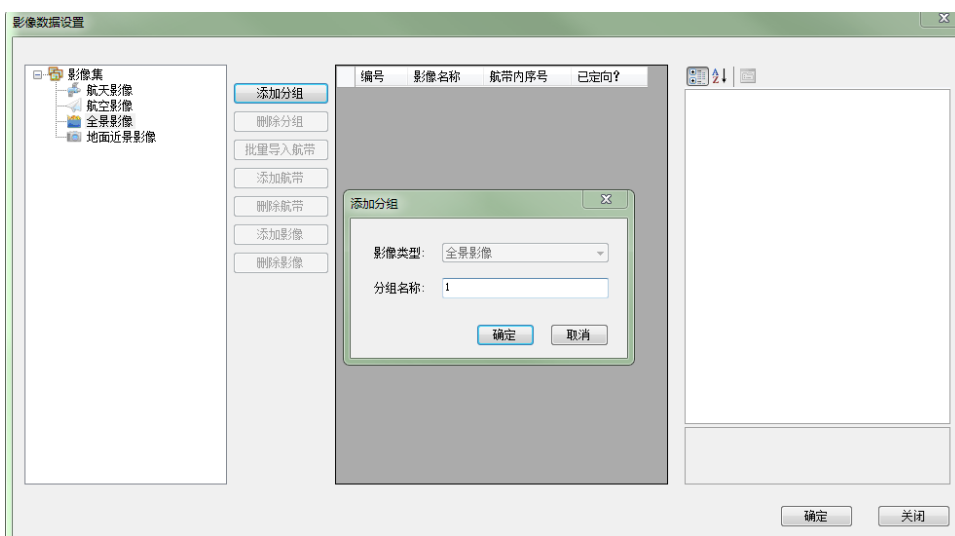 影像数据设置
影像集
航天影像
航空影像
全景影像
地面近景影像
添加分组
删除分组
批量导入航带
添加航带
删除航带
添加影像
删除影像
编号 影像名称 航带内序号 已定向?
添加分组
影像类型: 全景影像
分组名称: 1
确定 取消
确定 关闭